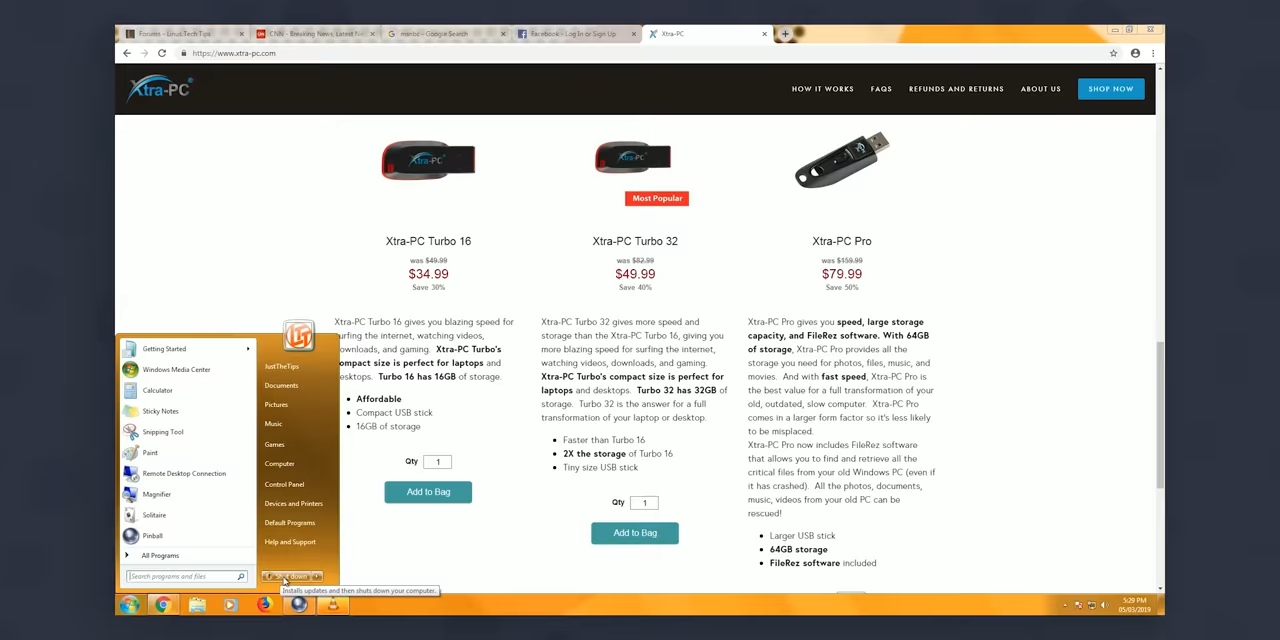 Forums - Linus Tech Tips
CNN - Breaking News, Latest Ne
msnbc - Google Search
Facebook - Log In or Sign Up
Xtra-PC
https://www.xtra-pc.com
Xtra-PC®
HOW IT WORKS
FAQS
REFUNDS AND RETURNS
ABOUT US
SHOP NOW
Xtra-PC
Xtra-PC
Most Popular
Xtra-PC Turbo 16
was $49.99
$34.99
Save 30%
Xtra-PC Turbo 16 gives you blazing speed for
surfing the internet, watching videos,
downloads, and gaming. Xtra-PC Turbo's
compact size is perfect for laptops and
desktops. Turbo 16 has 16GB of storage.
• Affordable
• Compact USB stick
• 16GB of storage
Qty 1
Add to Bag
Xtra-PC Turbo 32
was $82.99
$49.99
Save 40%
Xtra-PC Turbo 32 gives more speed and
storage than the Xtra-PC Turbo 16, giving
you more blazing speed for surfing the
internet, watching videos, downloads, and
gaming.
Xtra-PC Turbo's compact size is perfect for
laptops and desktops. Turbo 32 has 32GB of
storage. Turbo 32 is the answer for a full
transformation of your laptop or desktop.
• Faster than Turbo 16
• 2X the storage of Turbo 16
• Tiny size USB stick
Qty 1
Add to Bag
Xtra-PC Pro
was $159.99
$79.99
Save 50%
Xtra-PC Pro gives you speed, large storage
capacity, and FileRez software. With 64GB
of storage, Xtra-PC Pro provides all the
storage you need for photos, files, music, and
movies. And with fast speed, Xtra-PC Pro is
the best value for a full transformation of your
old, outdated, slow computer. Xtra-PC Pro
comes in a larger form factor so it's less likely
to be misplaced.
Xtra-PC Pro now includes FileRez software
that allows you to find and retrieve all the
critical files from your old Windows PC (even if
it has crashed). All the photos, documents,
music, videos from your old PC can be
rescued!
• Larger USB stick
• 64GB storage
• FileRez software included
Getting Started
Windows Media Center
Calculator
Sticky Notes
Snipping Tool
Paint
Remote Desktop Connection
Magnifier
Solitaire
Pinball
All Programs
Search programs and files
LTT
JustTheTips
Documents
Pictures
Music
Games
Computer
Control Panel
Devices and Printers
Default Programs
Help and Support
Shut down
Installs updates and then shuts down your computer.
5:29 PM
05/03/2019